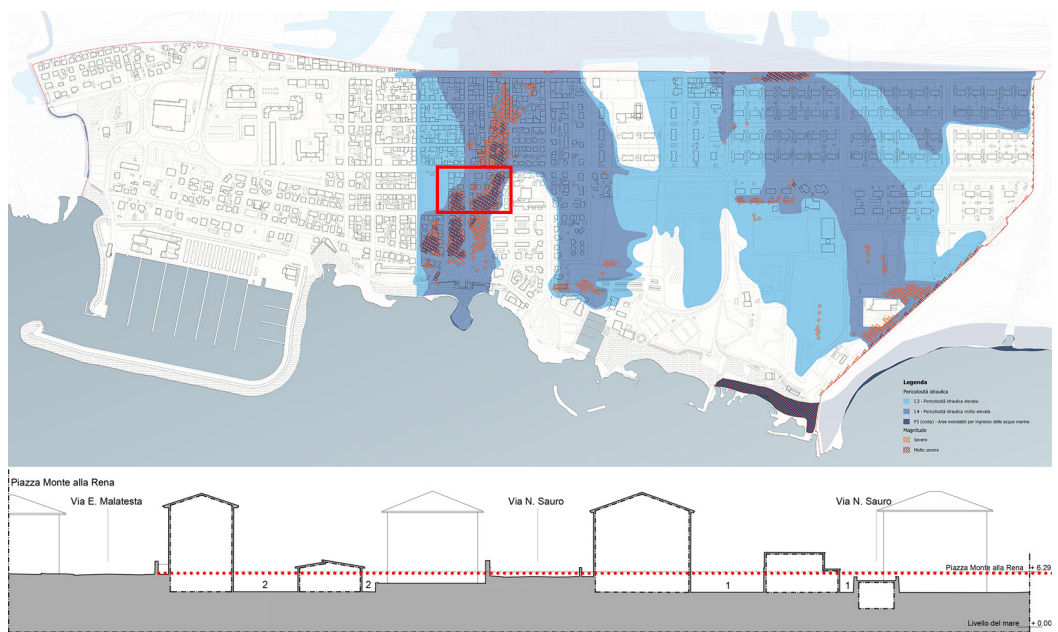 Legenda
Pericolosità idraulica
I.3 - Pericolosità idraulica elevata
I.4 - Pericolosità idraulica molto elevata
P3 (costa) - Aree inondabili per ingresso delle acque marine
Magnitudo
Severa
Molto severa
Piazza Monte alla Rena
Via E. Malatesta
Via N. Sauro
Via N. Sauro
2
2
1
1
Piazza Monte alla Rena + 6.29
Livello del mare + 0.00